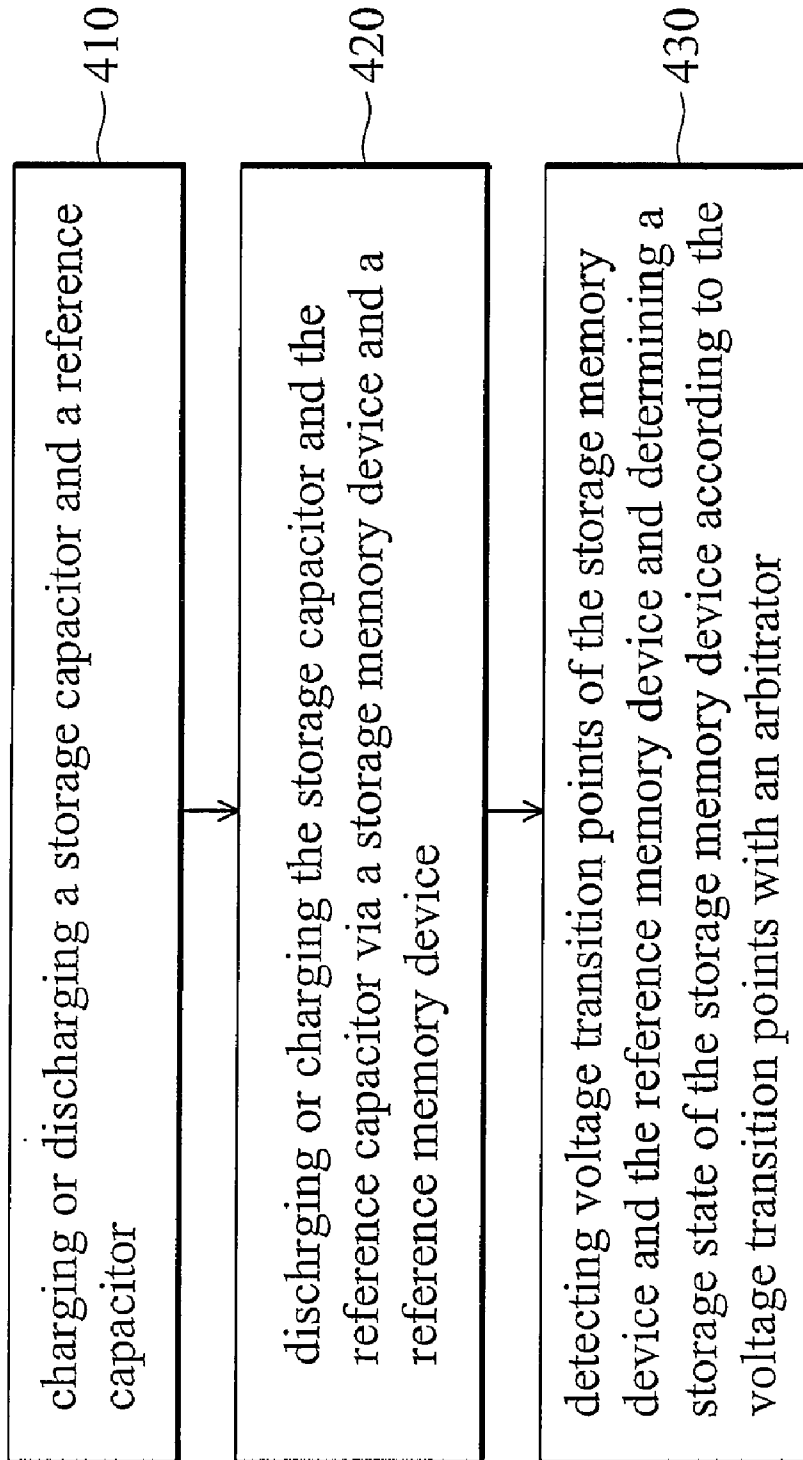 charging or discharging a storage capacitor and a reference
capacitor
410
dischrging or charging the storage capacitor and the
reference capacitor via a storage memory device and a
reference memory device
420
detecting voltage transition points of the storage memory
device and the reference memory device and determining a
storage state of the storage memory device according to the
voltage transition points with an arbitrator
430